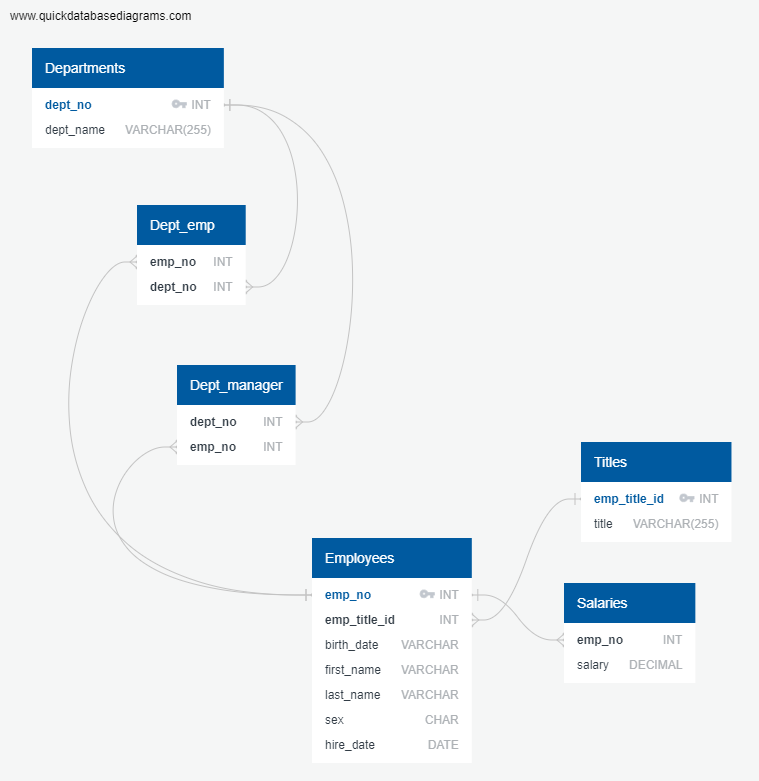 www.quickdatabasediagrams.com
Departments
dept_no INT
dept_name VARCHAR(255)
Dept_emp
emp_no INT
dept_no INT
Dept_manager
dept_no INT
emp_no INT
Titles
emp_title_id INT
title VARCHAR(255)
Employees
emp_no INT
emp_title_id INT
birth_date VARCHAR
first_name VARCHAR
last_name VARCHAR
sex CHAR
hire_date DATE
Salaries
emp_no INT
salary DECIMAL